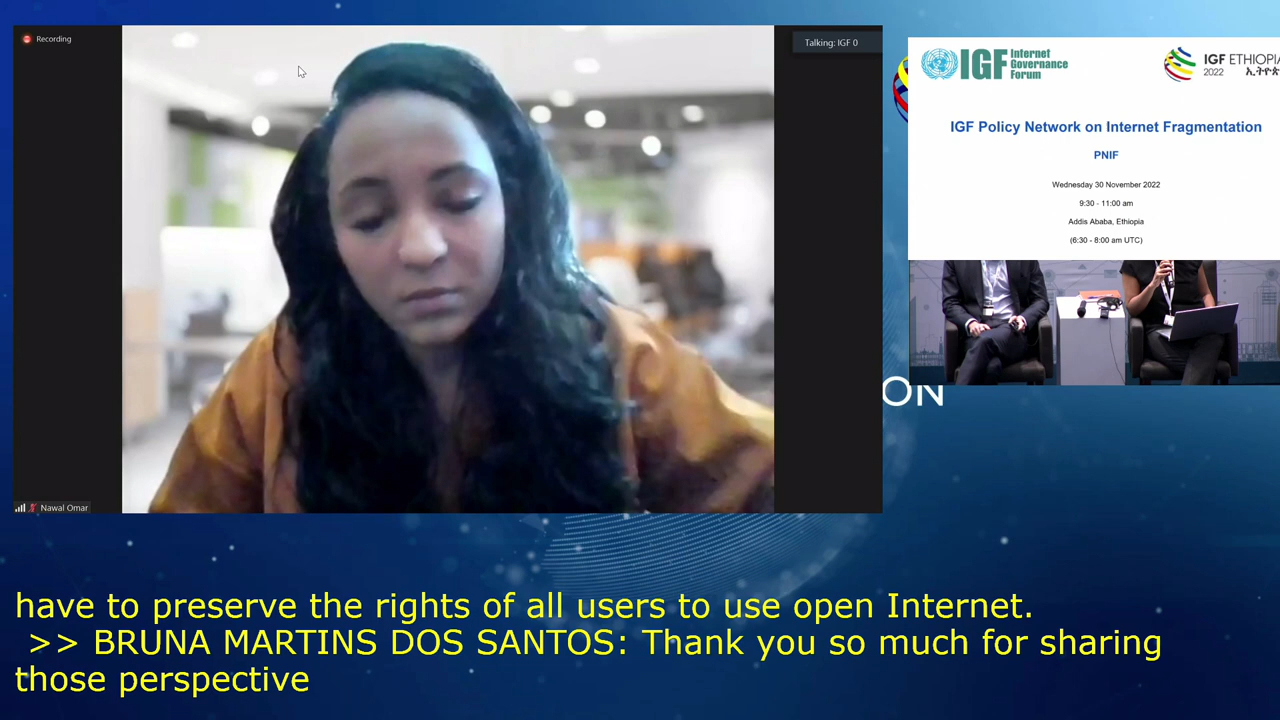 Recording
Talking: IGF 0
IGF Internet
Governance
Forum
IGF ETHIOPIA
2022
IGF Policy Network on Internet Fragmentation
PNIF
Wednesday 30 November 2022
9:30 - 11:00 am
Addis Ababa, Ethiopia
(6:30 - 8:00 am UTC)
ON
Nawal Omar
have to preserve the rights of all users to use open Internet.
>> BRUNA MARTINS DOS SANTOS: Thank you so much for sharing
those perspective